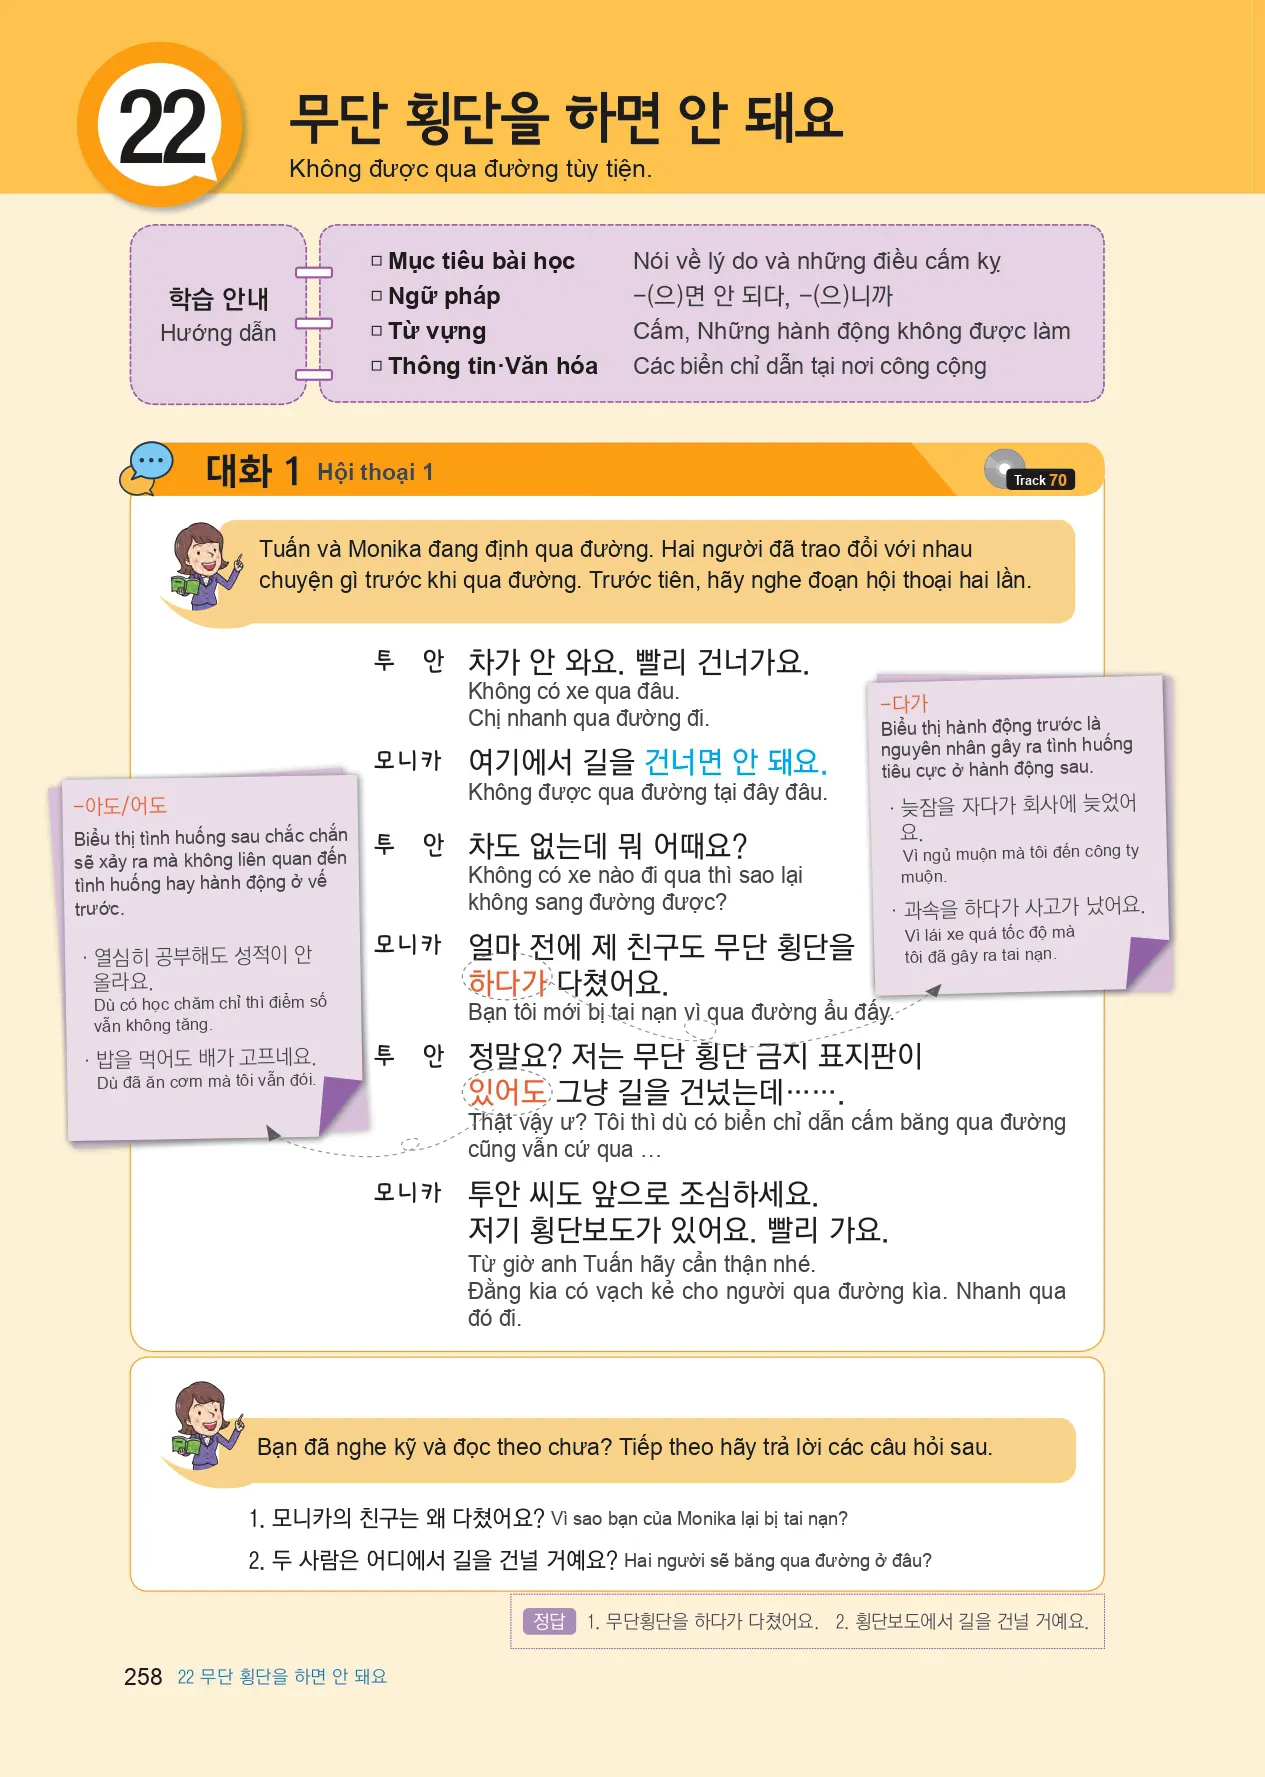 22
무단 횡단을 하면 안 돼요
Không được qua đường tùy tiện.
학습 안내
Hướng dẫn
□ Mục tiêu bài học Nói về lý do và những điều cấm kỵ
□ Ngữ pháp –(으)면 안 되다, –(으)니까
□ Từ vựng Cấm, Những hành động không được làm
□ Thông tin·Văn hóa Các biển chỉ dẫn tại nơi công cộng
대화 1 Hội thoại 1
Track 70
Tuấn và Monika đang định qua đường. Hai người đã trao đổi với nhau
chuyện gì trước khi qua đường. Trước tiên, hãy nghe đoạn hội thoại hai lần.
투 안 차가 안 와요. 빨리 건너가요.
Không có xe qua đâu.
Chị nhanh qua đường đi.
모니카 여기에서 길을 건너면 안 돼요.
Không được qua đường tại đây đâu.
투 안 차도 없는데 뭐 어때요?
Không có xe nào đi qua thì sao lại
không sang đường được?
모니카 얼마 전에 제 친구도 무단 횡단을
하다가 다쳤어요.
Bạn tôi mới bị tai nạn vì qua đường ẩu đấy.
투 안 정말요? 저는 무단 횡단 금지 표지판이
있어도 그냥 길을 건넜는데…….
Thật vậy ư? Tôi thì dù có biển chỉ dẫn cấm băng qua đường
cũng vẫn cứ qua …
모니카 투안 씨도 앞으로 조심하세요.
저기 횡단보도가 있어요. 빨리 가요.
Từ giờ anh Tuấn hãy cẩn thận nhé.
Đằng kia có vạch kẻ cho người qua đường kìa. Nhanh qua
đó đi.
–다가
Biểu thị hành động trước là
nguyên nhân gây ra tình huống
tiêu cực ở hành động sau.
· 늦잠을 자다가 회사에 늦었어
요.
Vì ngủ muộn mà tôi đến công ty
muộn.
· 과속을 하다가 사고가 났어요.
Vì lái xe quá tốc độ mà
tôi đã gây ra tai nạn.
–아도/어도
Biểu thị tình huống sau chắc chắn
sẽ xảy ra mà không liên quan đến
tình huống hay hành động ở vế
trước.
· 열심히 공부해도 성적이 안
올라요.
Dù có học chăm chỉ thì điểm số
vẫn không tăng.
· 밥을 먹어도 배가 고프네요.
Dù đã ăn cơm mà tôi vẫn đói.
Bạn đã nghe kỹ và đọc theo chưa? Tiếp theo hãy trả lời các câu hỏi sau.
1. 모니카의 친구는 왜 다쳤어요? Vì sao bạn của Monika lại bị tai nạn?
2. 두 사람은 어디에서 길을 건널 거예요? Hai người sẽ băng qua đường ở đâu?
정답 1. 무단횡단을 하다가 다쳤어요. 2. 횡단보도에서 길을 건널 거예요.
258 22 무단 횡단을 하면 안 돼요